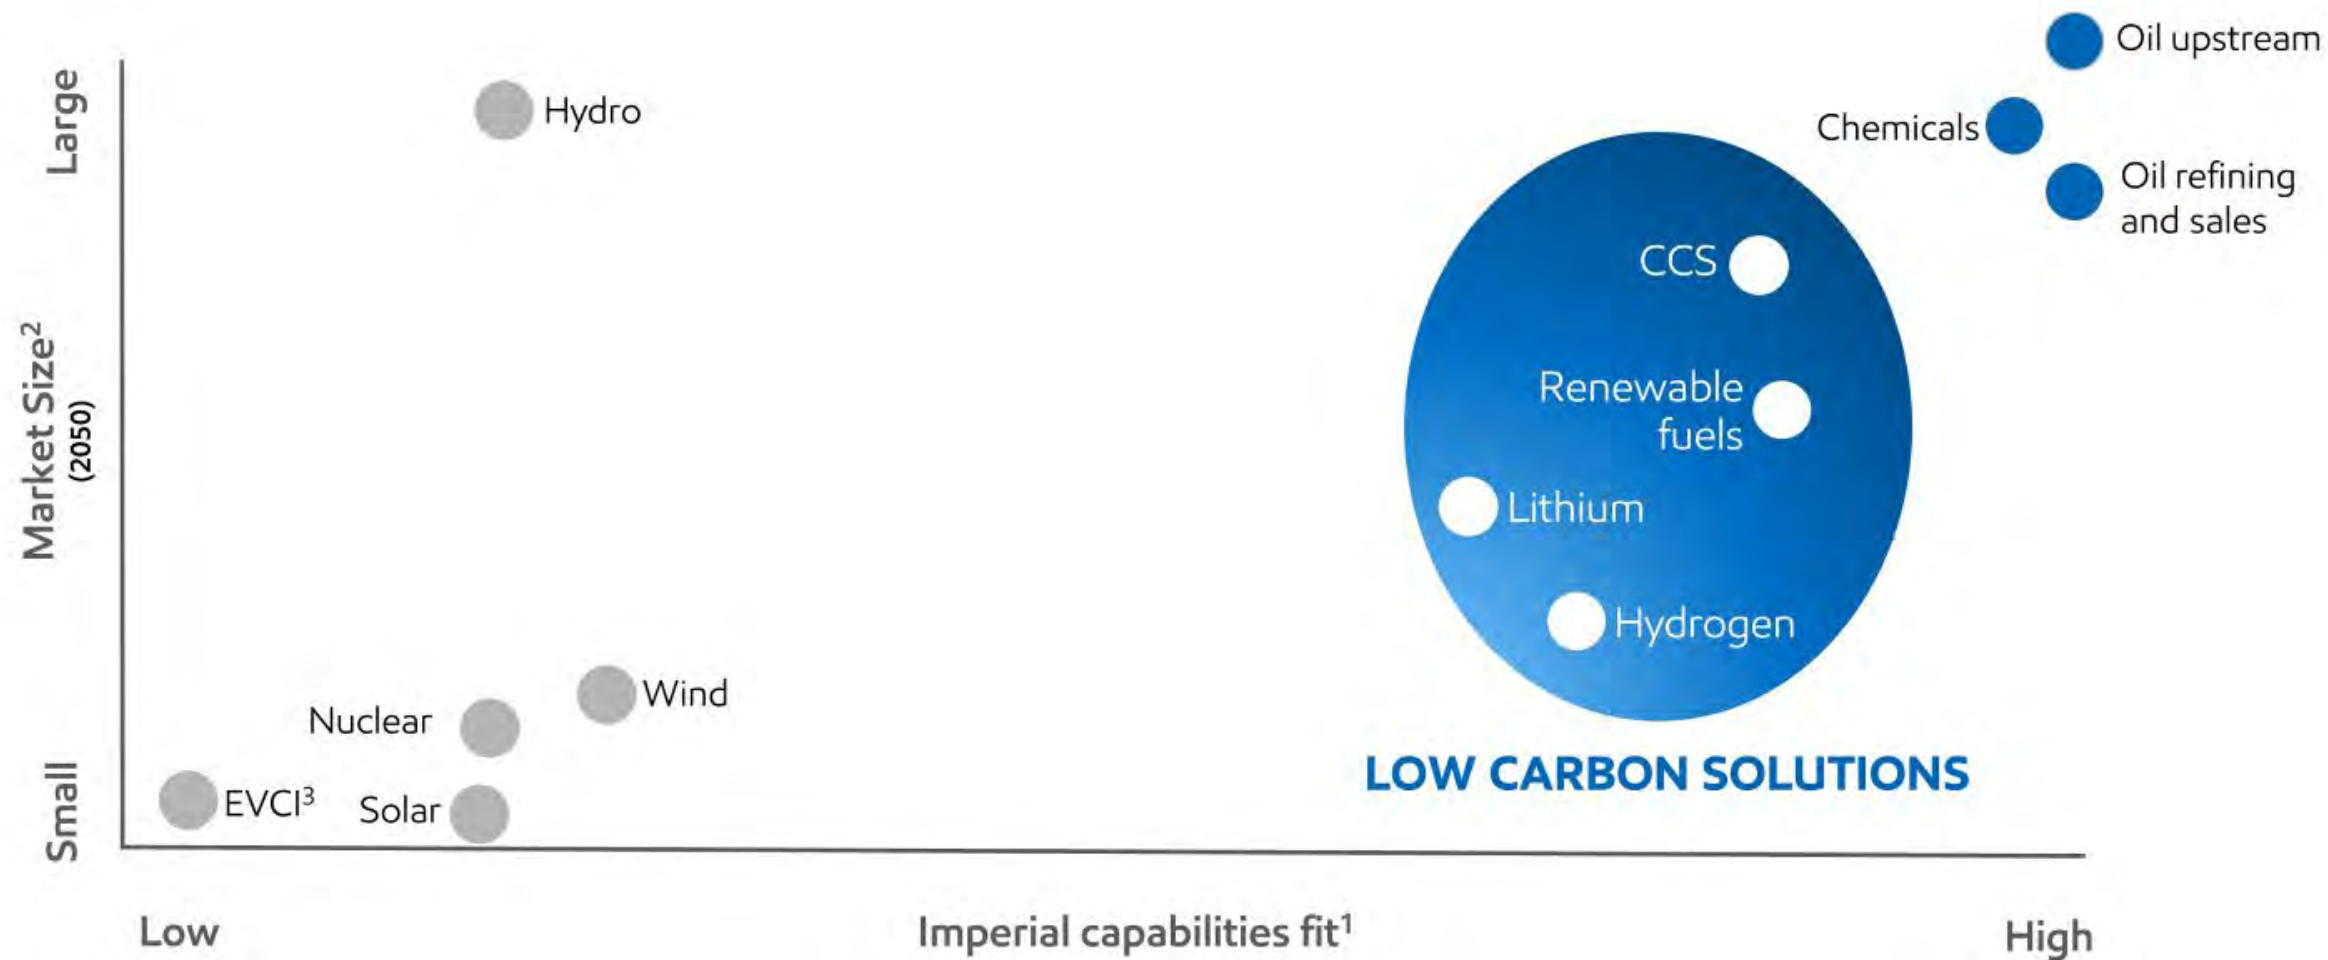 Oil upstream
Large
Hydro
Chemicals
Oil refining
and sales
CCS
Market Size²
(2050)
Renewable
fuels
Lithium
Hydrogen
Wind
Nuclear
LOW CARBON SOLUTIONS
Small
EVCI³
Solar
Low
Imperial capabilities fit¹
High